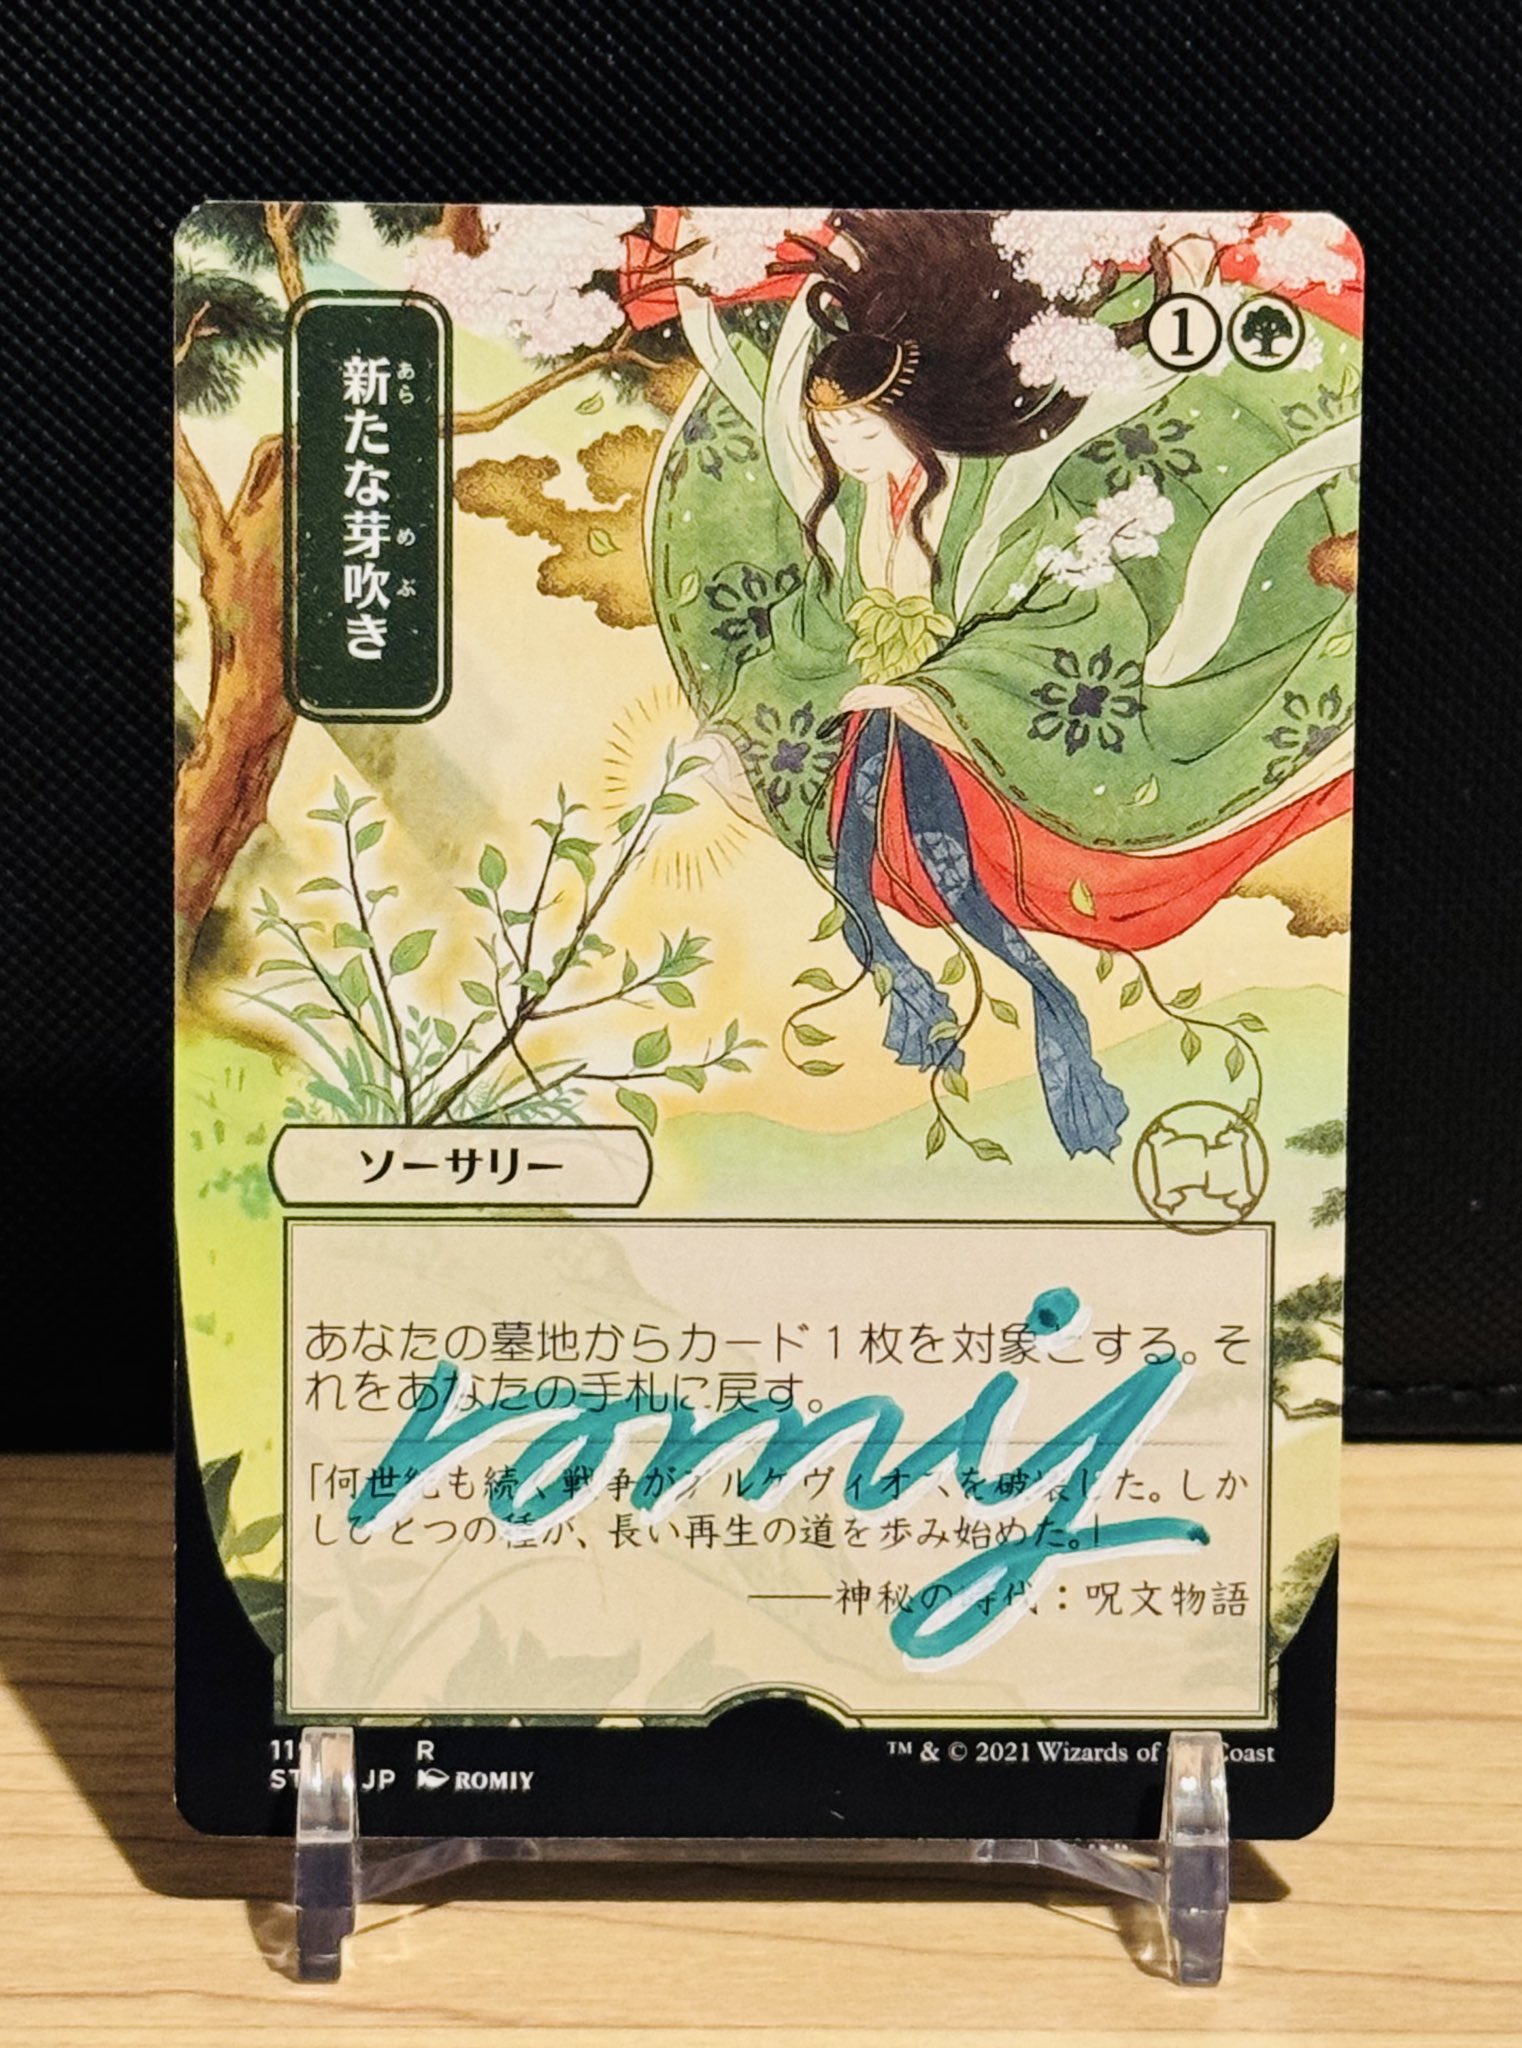 新たな芽吹き
あら
め
ぶ
1
ソーサリー
あなたの墓地からカード1枚を対象とする。そ
れをあなたの手札に戻す。
「何世紀も続く戦争がアルケヴィオスを破壊した。しか
しひとつの種が、長い再生の道を歩み始めた。」
――神秘の時代：呪文物語
romiy
R
™ & © 2021 Wizards of Coast
JP ROMIY